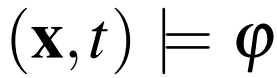 (𝐱, t) ⊨ 𝛗